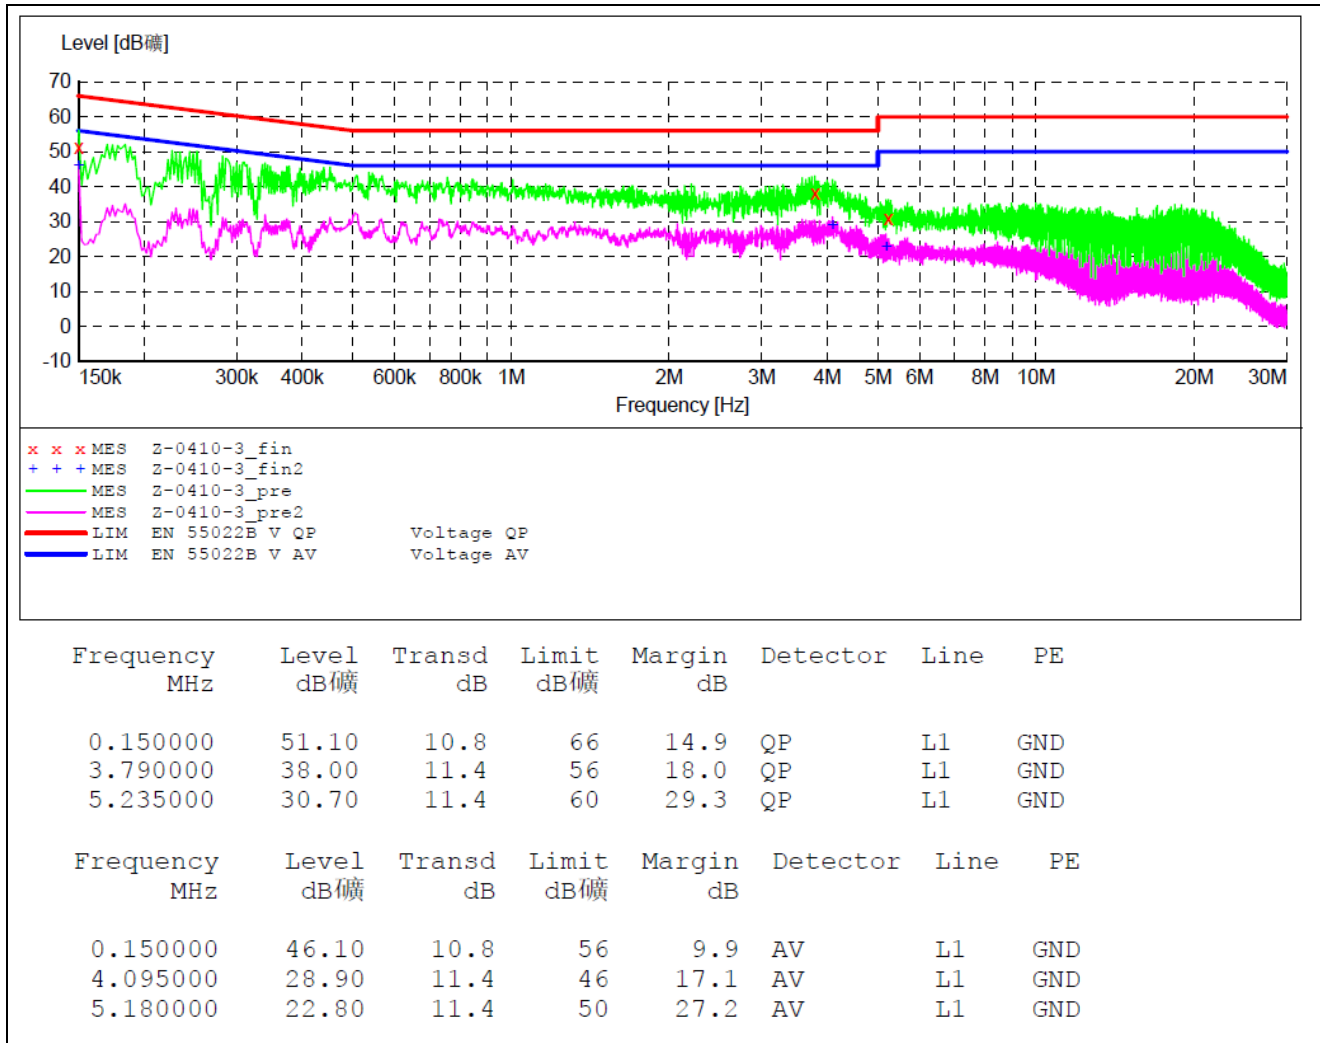 Level [dB礦]
70
60
50
40
30
20
10
0
-10
150k 300k 400k 600k 800k 1M 2M 3M 4M 5M 6M 8M 10M 20M 30M
Frequency [Hz]
x x x MES Z-0410-3_fin
+ + + MES Z-0410-3_fin2
MES Z-0410-3_pre
MES Z-0410-3_pre2
LIM EN 55022B V QP Voltage QP
LIM EN 55022B V AV Voltage AV
Frequency Level Transd Limit Margin Detector Line PE
MHz dB礦 dB dB礦 dB
0.150000 51.10 10.8 66 14.9 QP L1 GND
3.790000 38.00 11.4 56 18.0 QP L1 GND
5.235000 30.70 11.4 60 29.3 QP L1 GND
Frequency Level Transd Limit Margin Detector Line PE
MHz dB礦 dB dB礦 dB
0.150000 46.10 10.8 56 9.9 AV L1 GND
4.095000 28.90 11.4 46 17.1 AV L1 GND
5.180000 22.80 11.4 50 27.2 AV L1 GND